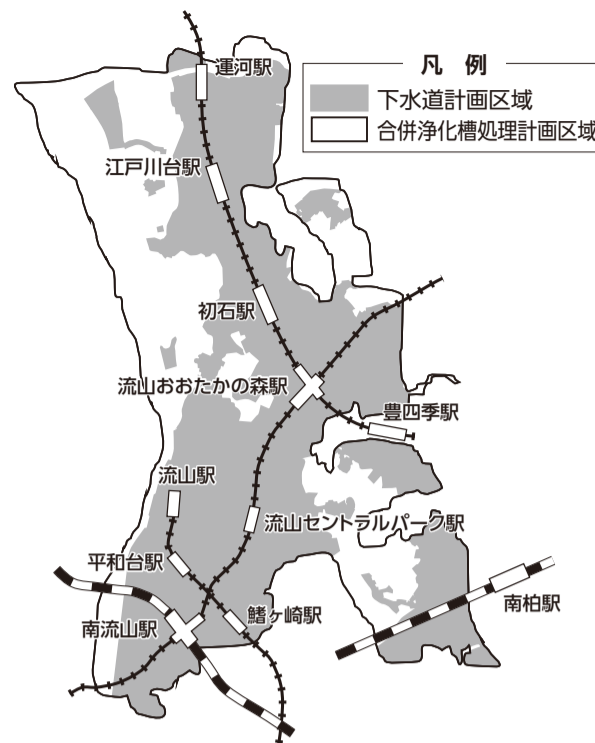 運河駅
凡例
下水道計画区域
合併浄化槽処理計画区域
江戸川台駅
初石駅
流山おおたかの森駅
豊四季駅
流山駅
流山セントラルパーク駅
平和台駅
南柏駅
鰭ヶ崎駅
南流山駅